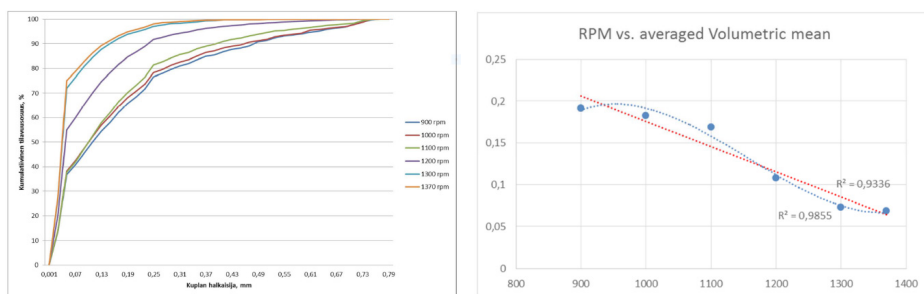 Kumulatiivinen tilavuusosuus, %
100
90
80
70
60
50
40
30
20
10
0
0,001 0,07 0,13 0,19 0,25 0,31 0,37 0,43 0,49 0,55 0,61 0,67 0,73 0,79
Kuplan halkaisija, mm
900 rpm
1000 rpm
1100 rpm
1200 rpm
1300 rpm
1370 rpm
RPM vs. averaged Volumetric mean
0,25
0,2
0,15
0,1
0,05
0
R² = 0,9336
R² = 0,9855
800 900 1000 1100 1200 1300 1400